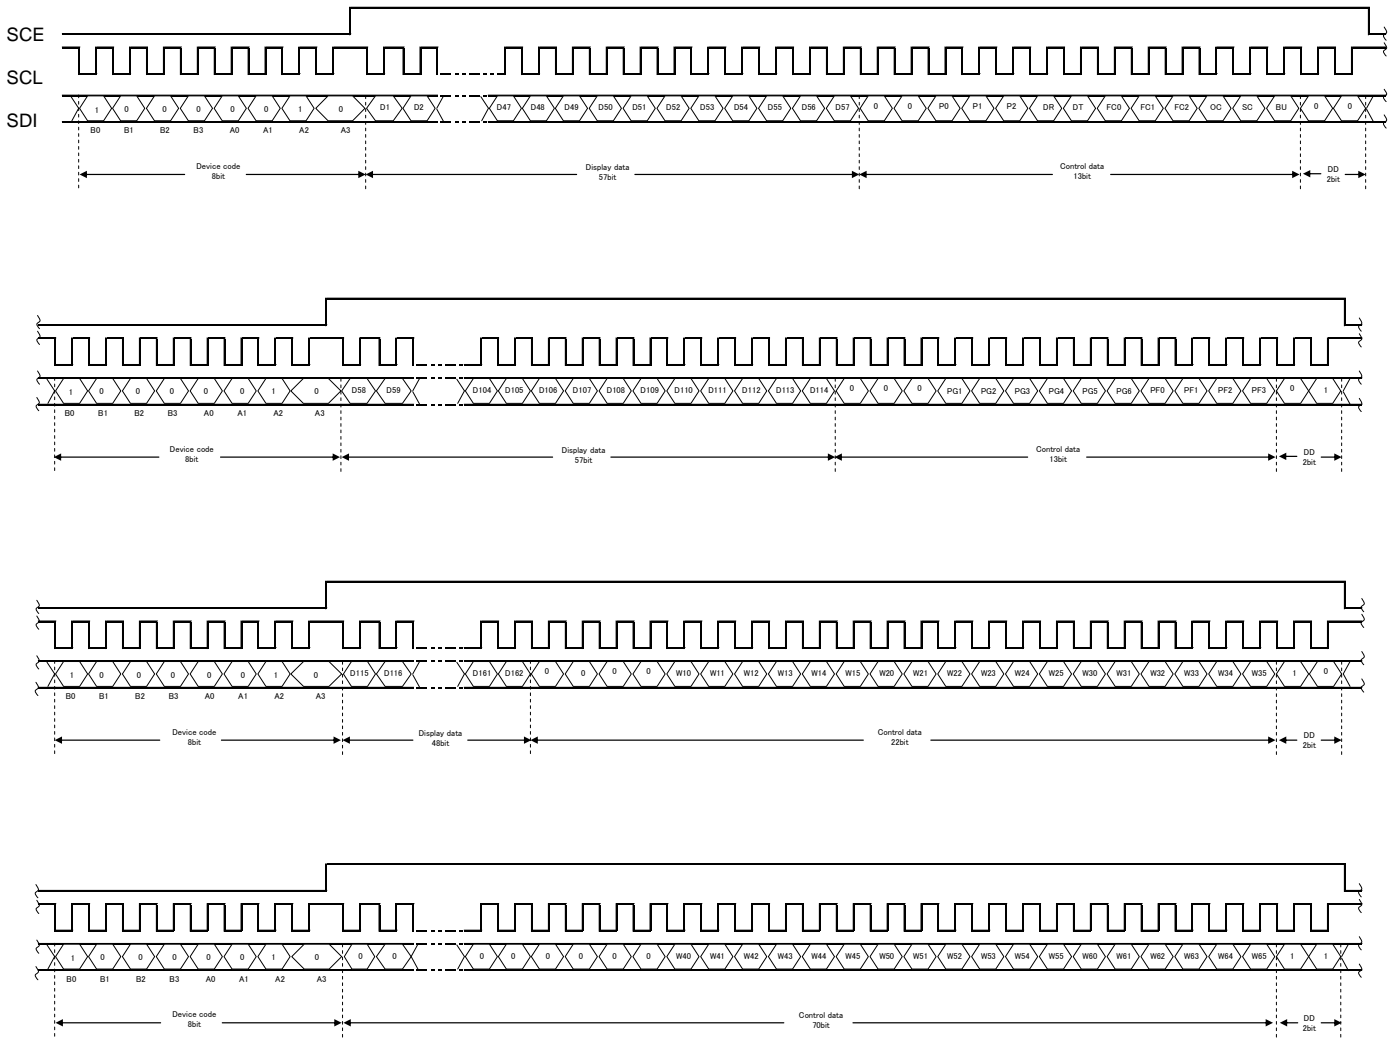 SCE
SCL
SDI
1 0 0 0 0 0 1 0 D1 D2 D47 D48 D49 D50 D51 D52 D53 D54 D55 D56 D57 0 0 P0 P1 P2 DR DT FC0 FC1 FC2 OC SC BU 0 0
B0 B1 B2 B3 A0 A1 A2 A3
Device code
8bit
Display data
57bit
Control data
13bit
DD
2bit
1 0 0 0 0 0 1 0 D58 D59 D104 D105 D106 D107 D108 D109 D110 D111 D112 D113 D114 0 0 0 PG1 PG2 PG3 PG4 PG5 PG6 PF0 PF1 PF2 PF3 0 1
B0 B1 B2 B3 A0 A1 A2 A3
Device code
8bit
Display data
57bit
Control data
13bit
DD
2bit
1 0 0 0 0 0 1 0 D115 D116 D161 D162 0 0 0 0 W10 W11 W12 W13 W14 W15 W20 W21 W22 W23 W24 W25 W30 W31 W32 W33 W34 W35 1 0
B0 B1 B2 B3 A0 A1 A2 A3
Device code
8bit
Display data
48bit
Control data
22bit
DD
2bit
1 0 0 0 0 0 1 0 0 0 0 0 0 0 0 0 W40 W41 W42 W43 W44 W45 W50 W51 W52 W53 W54 W55 W60 W61 W62 W63 W64 W65 1 1
B0 B1 B2 B3 A0 A1 A2 A3
Device code
8bit
Control data
70bit
DD
2bit